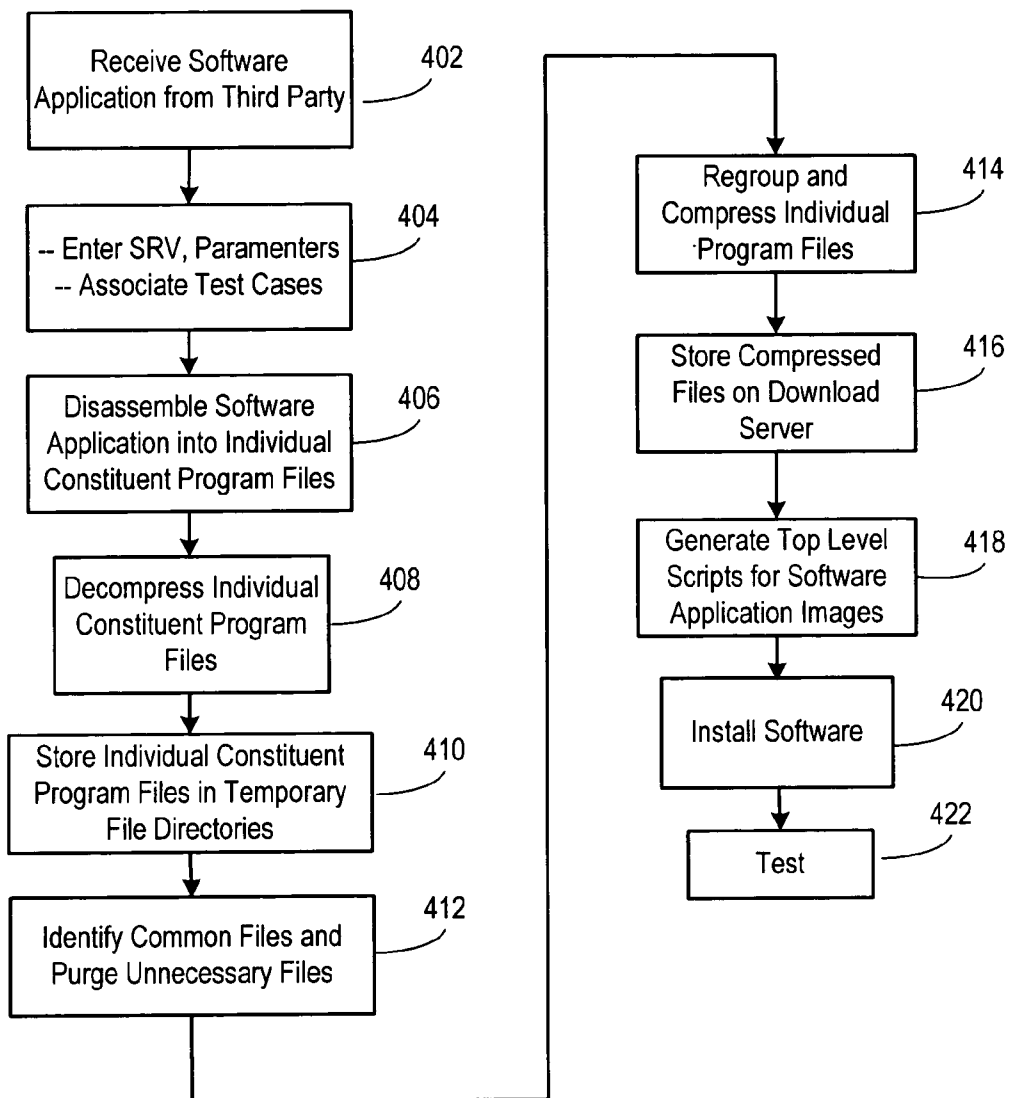 Receive Software
Application from Third Party
402
-- Enter SRV, Paramenters
-- Associate Test Cases
404
Disassemble Software
Application into Individual
Constituent Program Files
406
Decompress Individual
Constituent Program
Files
408
Store Individual Constituent
Program Files in Temporary
File Directories
410
Identify Common Files and
Purge Unnecessary Files
412
Regroup and
Compress Individual
Program Files
414
Store Compressed
Files on Download
Server
416
Generate Top Level
Scripts for Software
Application Images
418
Install Software
420
Test
422